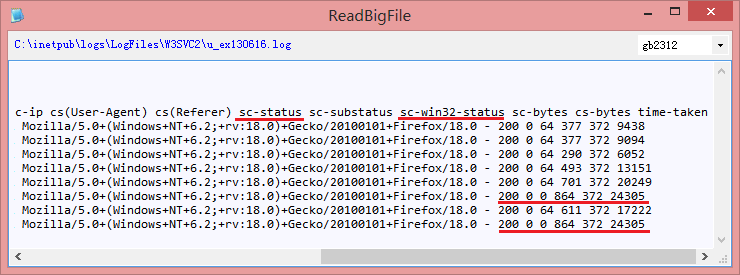 ReadBigFile
C:\inetpub\logs\LogFiles\W3SVC2\u_ex130616.log gb2312
c-ip cs(User-Agent) cs(Referer) sc-status sc-substatus sc-win32-status sc-bytes cs-bytes time-taken
Mozilla/5.0+(Windows+NT+6.2;+rv:18.0)+Gecko/20100101+Firefox/18.0 - 200 0 64 377 372 9438
Mozilla/5.0+(Windows+NT+6.2;+rv:18.0)+Gecko/20100101+Firefox/18.0 - 200 0 64 377 372 9094
Mozilla/5.0+(Windows+NT+6.2;+rv:18.0)+Gecko/20100101+Firefox/18.0 - 200 0 64 290 372 6052
Mozilla/5.0+(Windows+NT+6.2;+rv:18.0)+Gecko/20100101+Firefox/18.0 - 200 0 64 493 372 13151
Mozilla/5.0+(Windows+NT+6.2;+rv:18.0)+Gecko/20100101+Firefox/18.0 - 200 0 64 701 372 20249
Mozilla/5.0+(Windows+NT+6.2;+rv:18.0)+Gecko/20100101+Firefox/18.0 - 200 0 0 864 372 24305
Mozilla/5.0+(Windows+NT+6.2;+rv:18.0)+Gecko/20100101+Firefox/18.0 - 200 0 64 611 372 17222
Mozilla/5.0+(Windows+NT+6.2;+rv:18.0)+Gecko/20100101+Firefox/18.0 - 200 0 0 864 372 24305